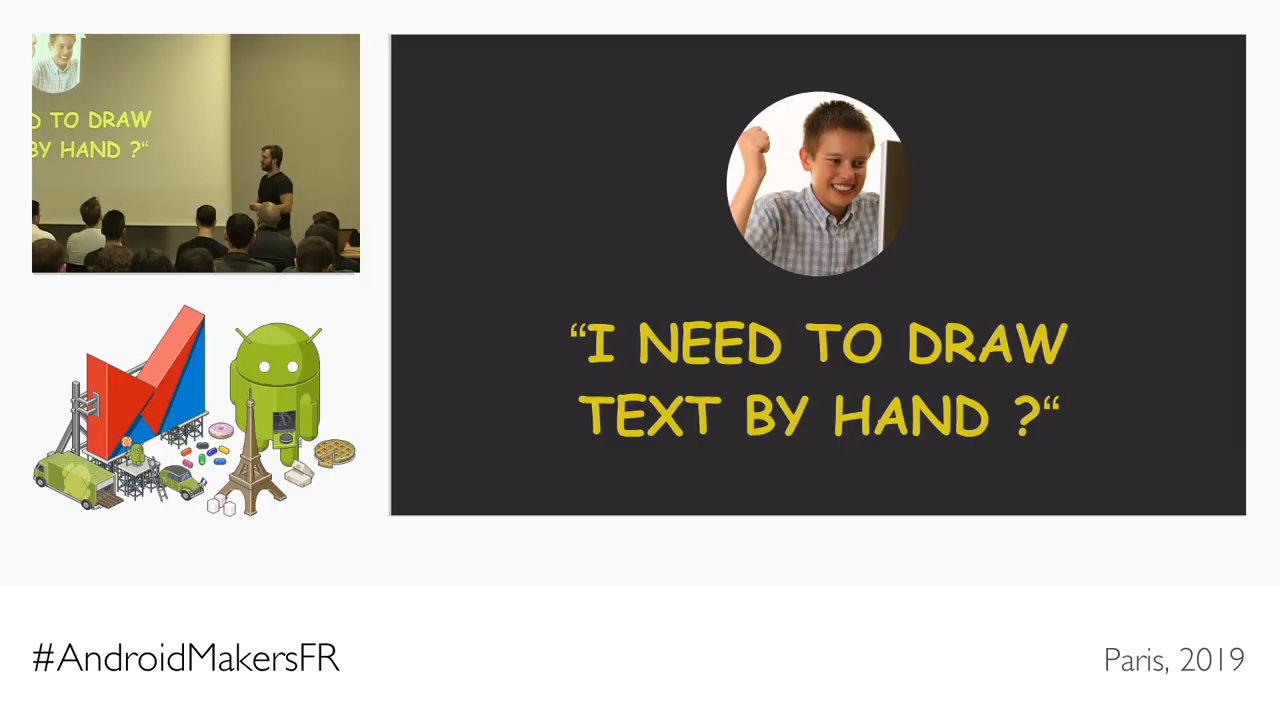 D TO DRAW
BY HAND ?“
“I NEED TO DRAW
TEXT BY HAND ?“
#AndroidMakersFR
Paris, 2019